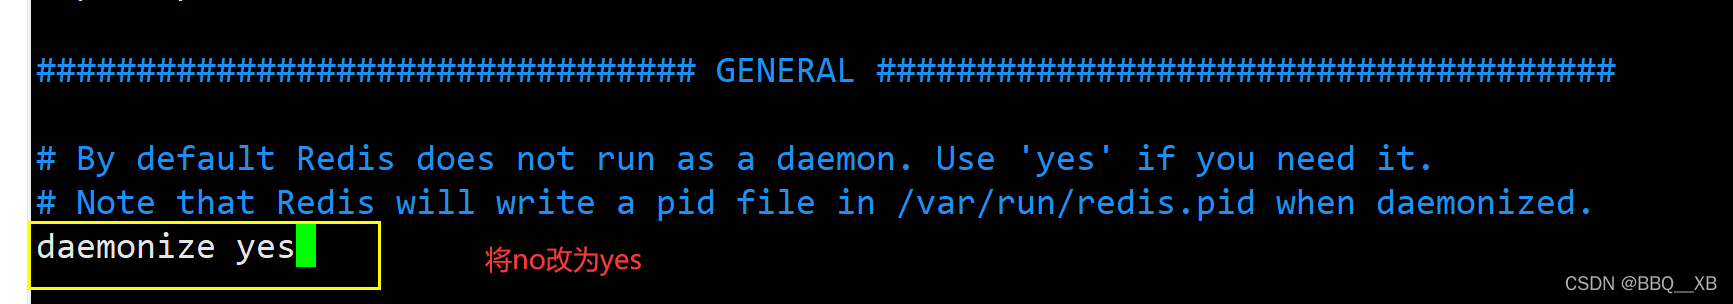 ################################# GENERAL #####################################
# By default Redis does not run as a daemon. Use 'yes' if you need it.
# Note that Redis will write a pid file in /var/run/redis.pid when daemonized.
daemonize yes
将no改为yes
CSDN @BBQ__XB